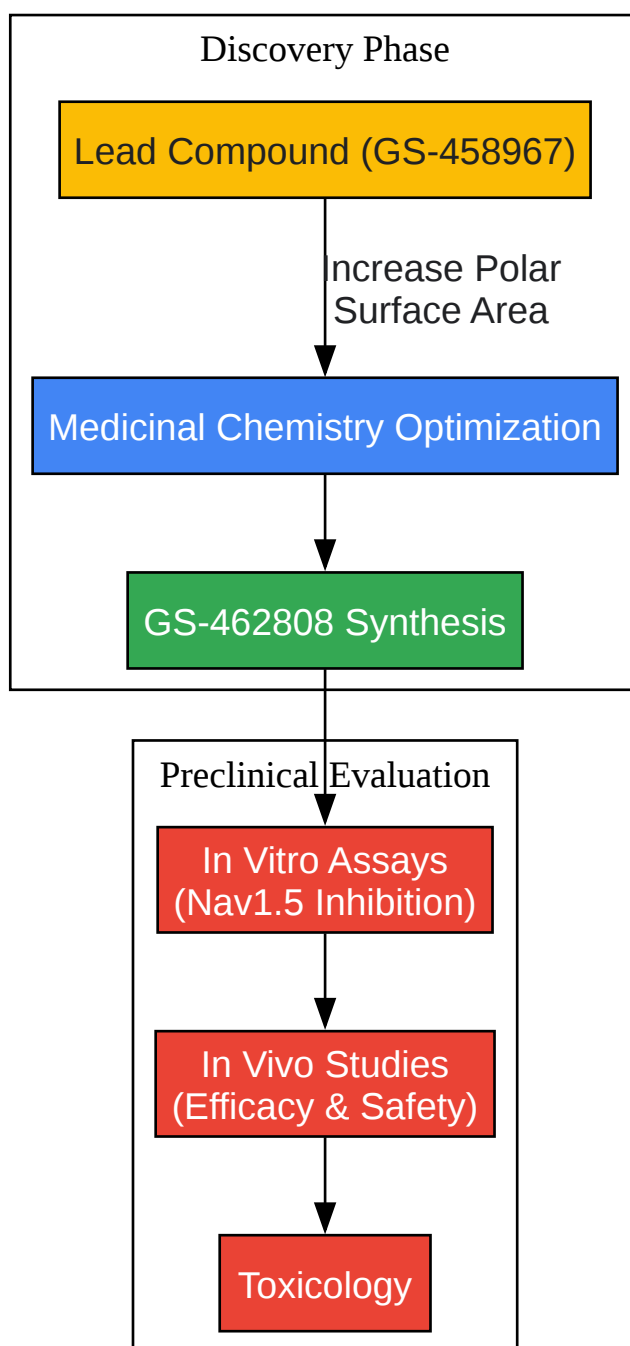 Discovery Phase
Lead Compound (GS-458967)
Increase Polar
Surface Area
Medicinal Chemistry Optimization
GS-462808 Synthesis
Preclinical Evaluation
In Vitro Assays
(Nav1.5 Inhibition)
In Vivo Studies
(Efficacy & Safety)
Toxicology